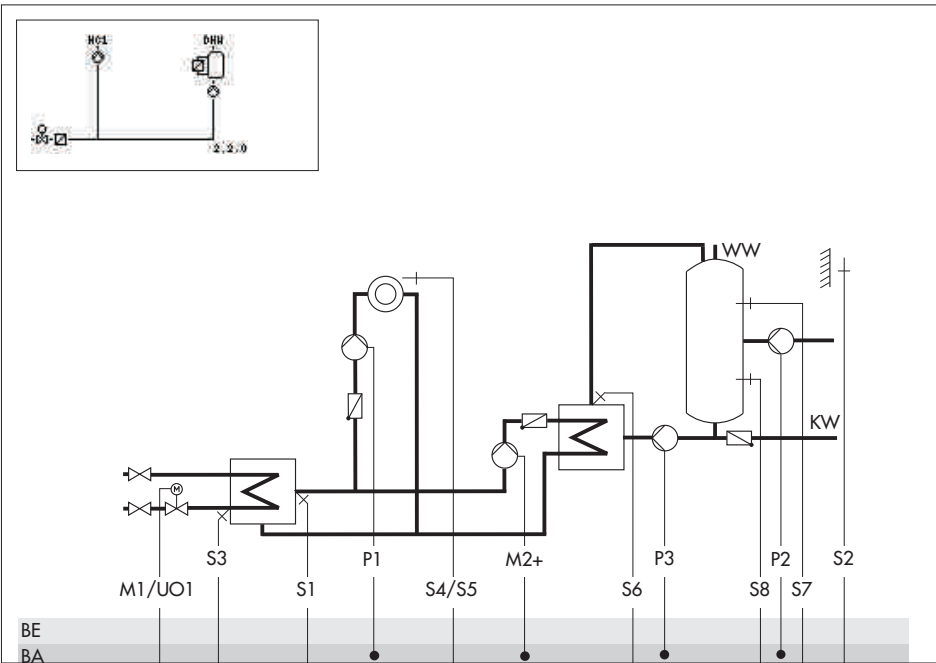 HC1 DHW
2.2.0
WW
KW
M
S3 P1 M2+ P3 P2 S2
M1/UO1 S1 S4/S5 S6 S8 S7
BE
BA